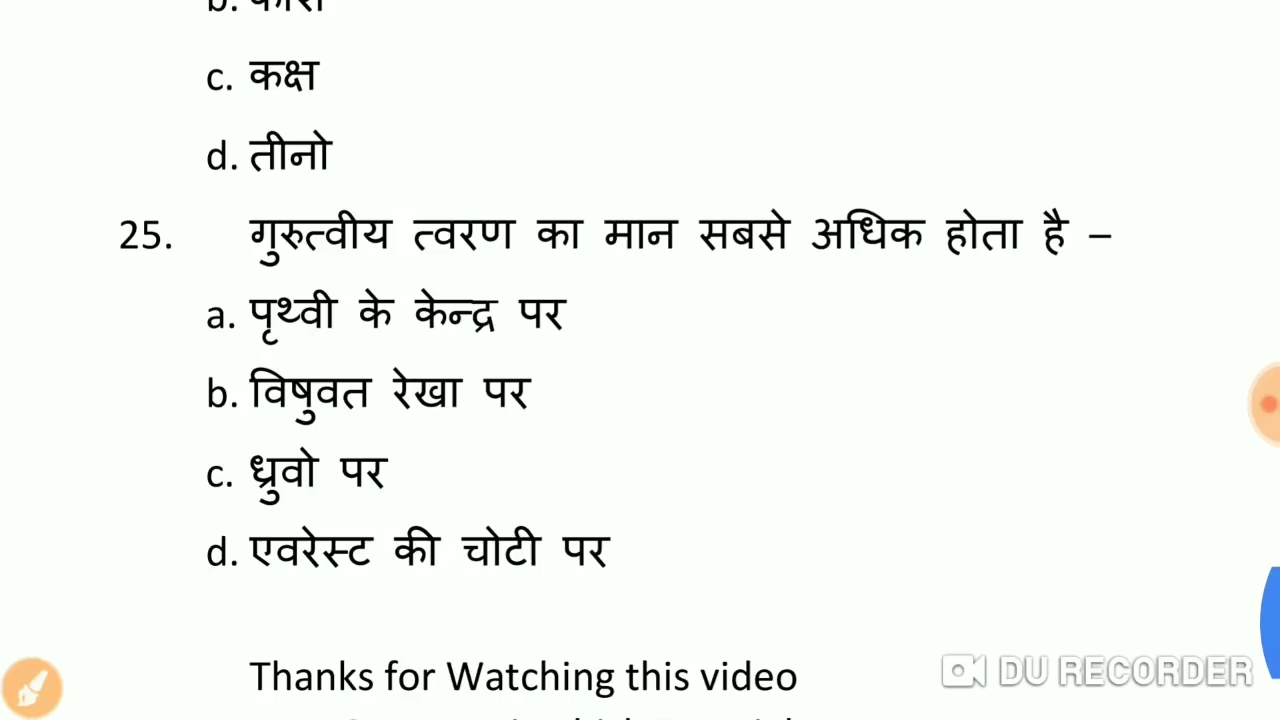 c. कक्ष
d. तीनो
25. गुरुत्वीय त्वरण का मान सबसे अधिक होता है –
a. पृथ्वी के केन्द्र पर
b. विषुवत रेखा पर
c. ध्रुवो पर
d. एवरेस्ट की चोटी पर
Thanks for Watching this video
DU RECORDER